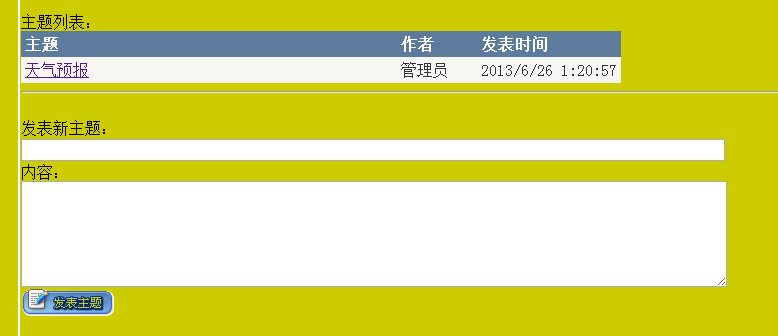 主题列表：
主题 作者 发表时间
天气预报 管理员 2013/6/26 1:20:57
发表新主题：
内容：
发表主题